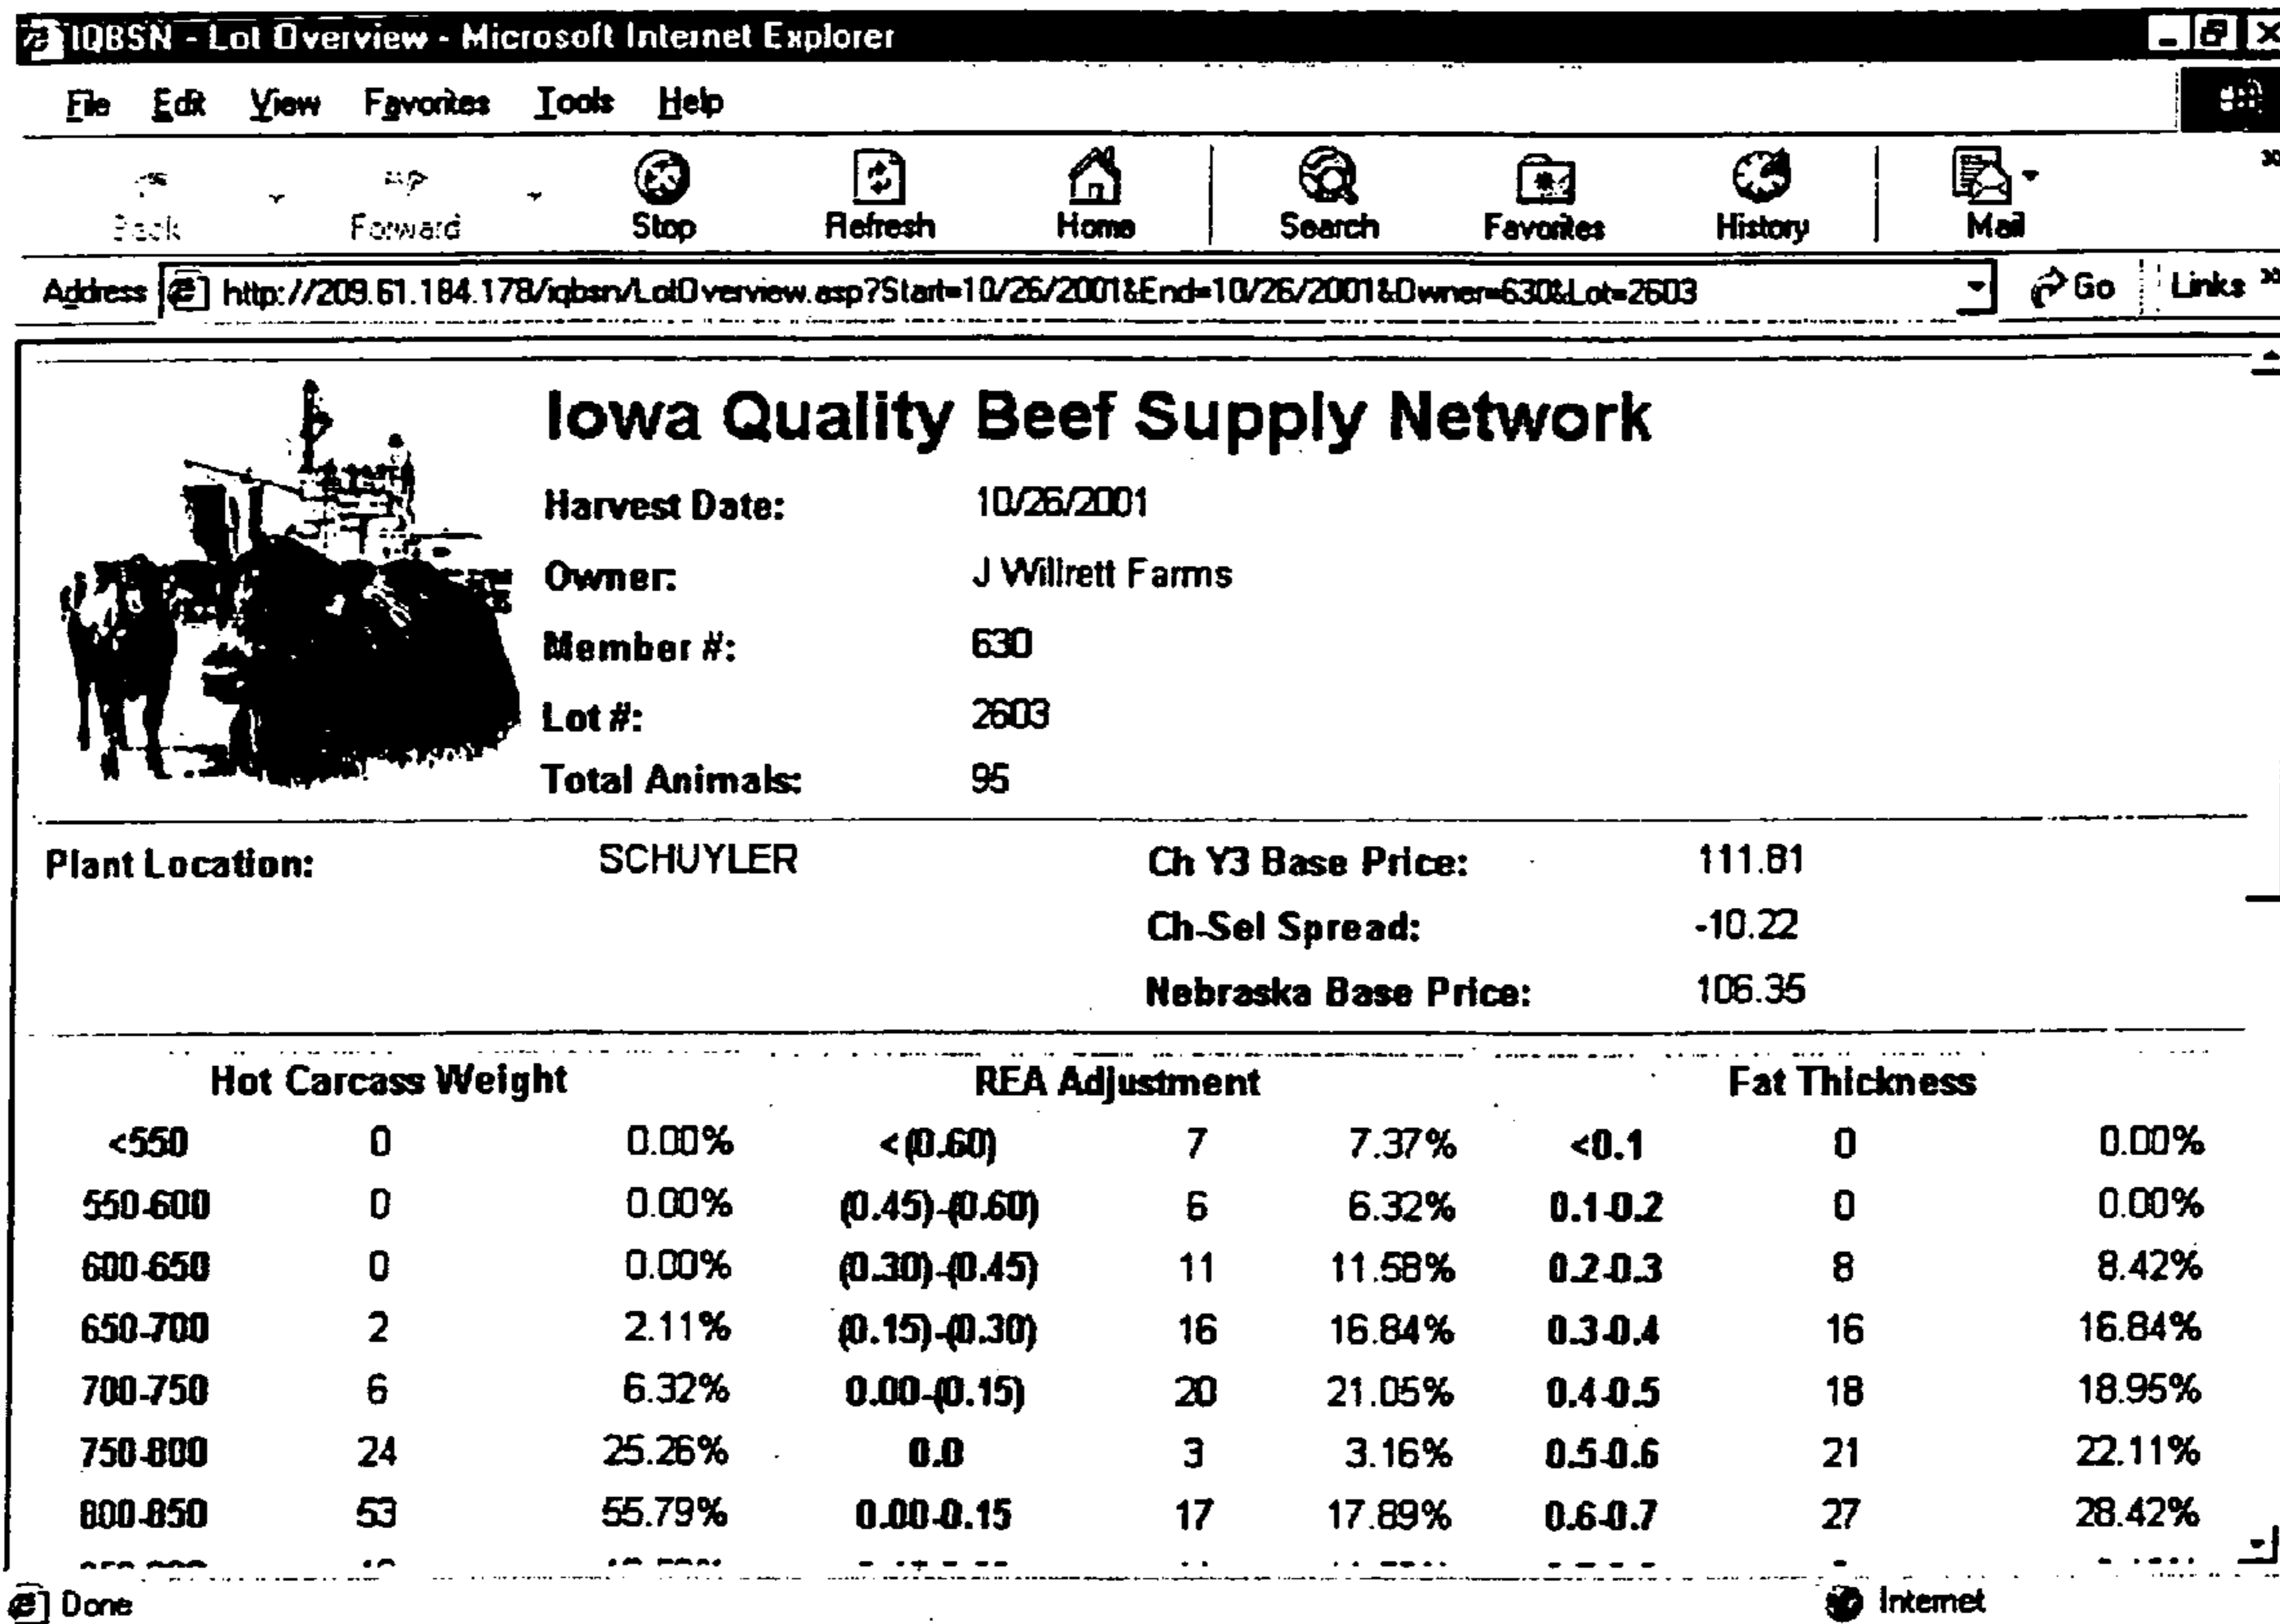 IQBSN - Lot Overview - Microsoft Internet Explorer
File Edit View Favorites Tools Help
Back Forward Stop Refresh Home Search Favorites History Mail
Address http://209.61.184.178/iqbsn/LotOverview.asp?Start=10/26/2001&End=10/26/2001&Owner=630&Lot=2603 Go Links »
Iowa Quality Beef Supply Network
Harvest Date: 10/26/2001
Owner: J Willrett Farms
Member #: 630
Lot #: 2603
Total Animals: 95
Plant Location: SCHUYLER Ch Y3 Base Price: 111.81
Ch-Sel Spread: -10.22
Nebraska Base Price: 106.35
Hot Carcass Weight REA Adjustment Fat Thickness
<550 0 0.00% <(0.60) 7 7.37% <0.1 0 0.00%
550-600 0 0.00% (0.45)-(0.60) 6 6.32% 0.1-0.2 0 0.00%
600-650 0 0.00% (0.30)-(0.45) 11 11.58% 0.2-0.3 8 8.42%
650-700 2 2.11% (0.15)-(0.30) 16 16.84% 0.3-0.4 16 16.84%
700-750 6 6.32% 0.00-(0.15) 20 21.05% 0.4-0.5 18 18.95%
750-800 24 25.26% 0.0 3 3.16% 0.5-0.6 21 22.11%
800-850 53 55.79% 0.00-0.15 17 17.89% 0.6-0.7 27 28.42%
Done Internet